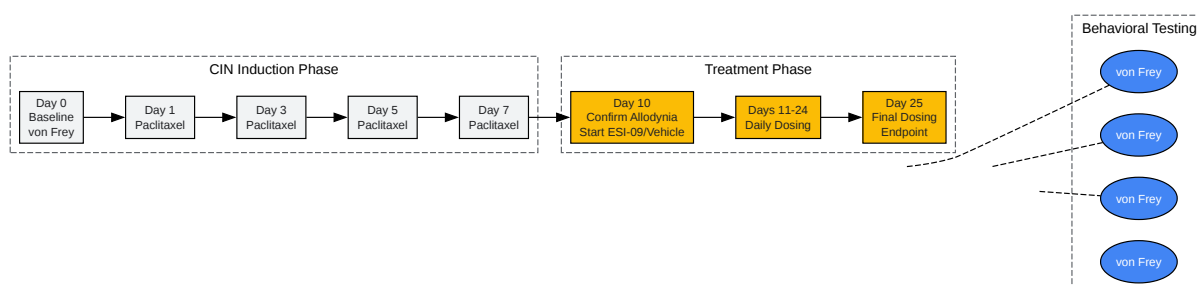 Behavioral Testing
CIN Induction Phase
Treatment Phase
Day 0
Baseline
von Frey
Day 1
Paclitaxel
Day 3
Paclitaxel
Day 5
Paclitaxel
Day 7
Paclitaxel
Day 10
Confirm Allodynia
Start ESI-09/Vehicle
Days 11-24
Daily Dosing
Day 25
Final Dosing
Endpoint
von Frey
von Frey
von Frey
von Frey